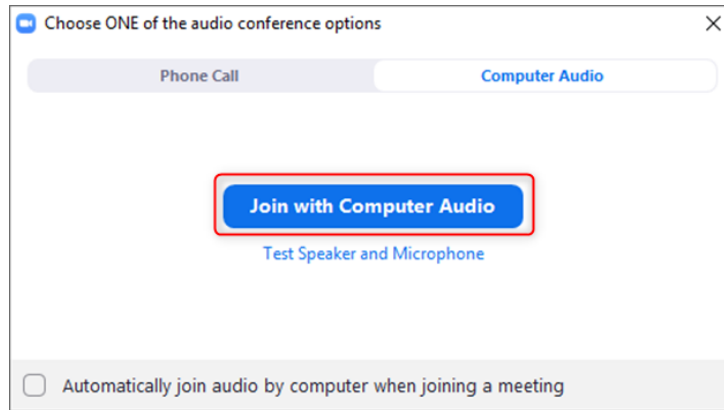 Choose ONE of the audio conference options
Phone Call
Computer Audio
Join with Computer Audio
Test Speaker and Microphone
Automatically join audio by computer when joining a meeting